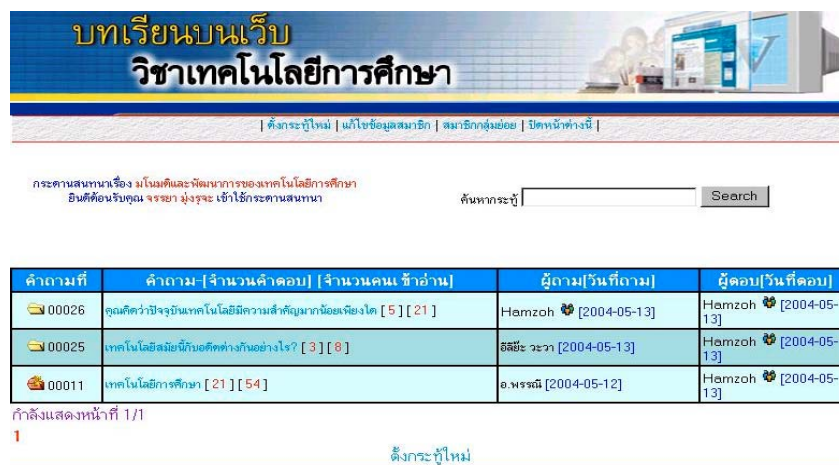 บทเรียนบนเว็บ
วิชาเทคโนโลยีการศึกษา
| ตั้งกระทู้ใหม่ | แก้ไขข้อมูลสมาชิก | สมาชิกกลุ่มย่อย | ปิดหน้าต่างนี้ |
กระดานสนทนาเรื่อง มโนมติและพัฒนาการของเทคโนโลยีการศึกษา
ยินดีต้อนรับคุณ จรรยา มุ่งรุจะ เข้าใช้กระดานสนทนา
ค้นหากระทู้ Search
คำถามที่ คำถาม-[จำนวนคำตอบ] [จำนวนคนเข้าอ่าน] ผู้ถาม[วันที่ถาม] ผู้ตอบ[วันที่ตอบ]
00026 คุณคิดว่าปัจจุบันเทคโนโลยีมีความสำคัญมากน้อยเพียงใด [ 5 ] [ 21 ] Hamzoh [2004-05-13] Hamzoh [2004-05-
13]
00025 เทคโนโลยีสมัยนี้กับอดีตต่างกันอย่างไร? [ 3 ] [ 8 ] อีลีย๊ะ วะวา [2004-05-13] Hamzoh [2004-05-
13]
00011 เทคโนโลยีการศึกษา [ 21 ] [ 54 ] อ.พรรณี [2004-05-12] Hamzoh [2004-05-
13]
กำลังแสดงหน้าที่ 1/1
1
ตั้งกระทู้ใหม่